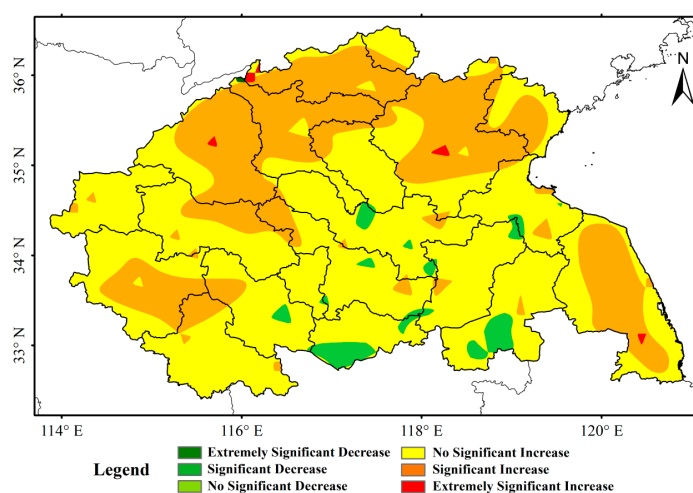 N
36° N
35° N
34° N
33° N
114° E
116° E
118° E
120° E
Legend
Extremely Significant Decrease
Significant Decrease
No Significant Decrease
No Significant Increase
Significant Increase
Extremely Significant Increase